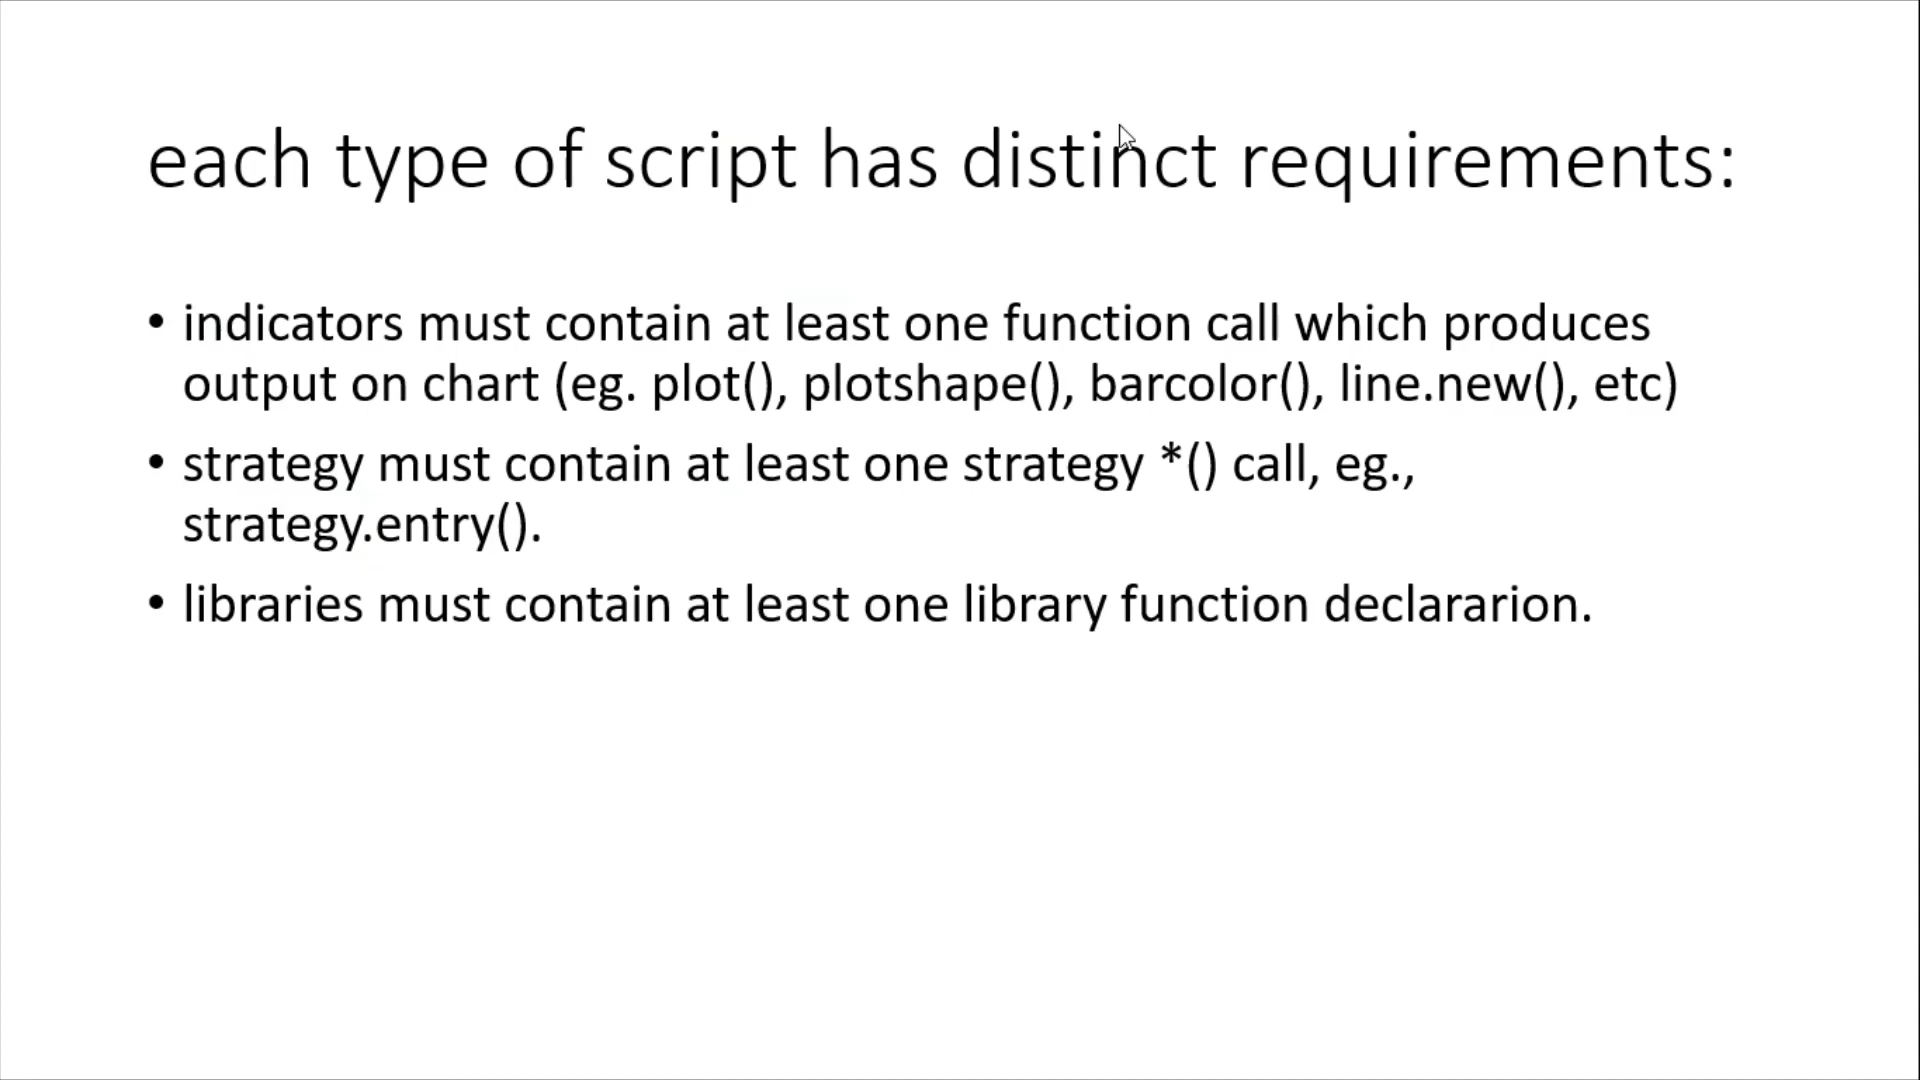 each type of script has distinct requirements:
• indicators must contain at least one function call which produces
output on chart (eg. plot(), plotshape(), barcolor(), line.new(), etc)
• strategy must contain at least one strategy *() call, eg.,
strategy.entry().
• libraries must contain at least one library function declararion.